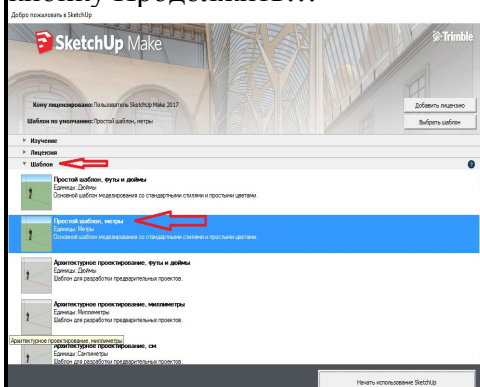 кнопку Продолжить…
Добро пожаловать в SketchUp
SketchUp Make
Trimble
Кому лицензировано: Пользователь SketchUp Make 2017
Добавить лицензию
Шаблон по умолчанию: Простой шаблон, метры
Выбрать шаблон
Изучение
Лицензия
Шаблон
Простой шаблон, футы и дюймы
Единицы: Дюймы
Основной шаблон моделирования со стандартными стилями и простыми цветами.
Простой шаблон, метры
Единицы: Метры
Основной шаблон моделирования со стандартными стилями и простыми цветами.
Архитектурное проектирование, футы и дюймы
Единицы: Дюймы
Шаблон для разработки предварительных проектов.
Архитектурное проектирование, миллиметры
Единицы: Миллиметры
Шаблон для разработки предварительных проектов.
Архитектурное проектирование, миллиметры
Архитектурное проектирование, см
Единицы: Сантиметры
Шаблон для разработки предварительных проектов.
Начать использование SketchUp